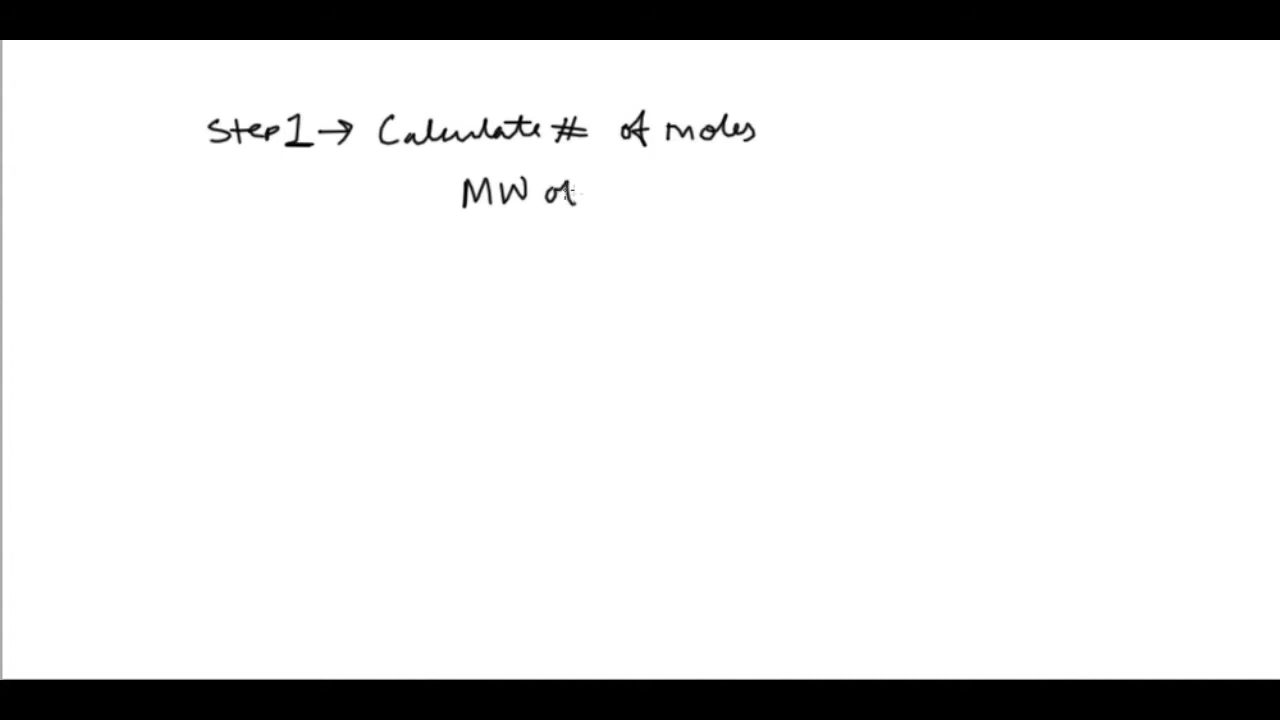 Step 1 → Calculate # of moles
MW of